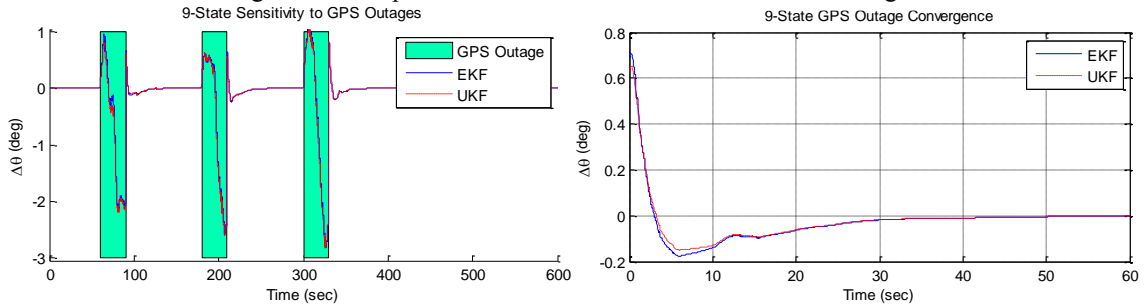 9-State Sensitivity to GPS Outages
1
0
-1
-2
-3
Δθ (deg)
0 100 200 300 400 500 600
Time (sec)
GPS Outage
EKF
UKF
9-State GPS Outage Convergence
0.8
0.6
0.4
0.2
0
-0.2
Δθ (deg)
0 10 20 30 40 50 60
Time (sec)
EKF
UKF